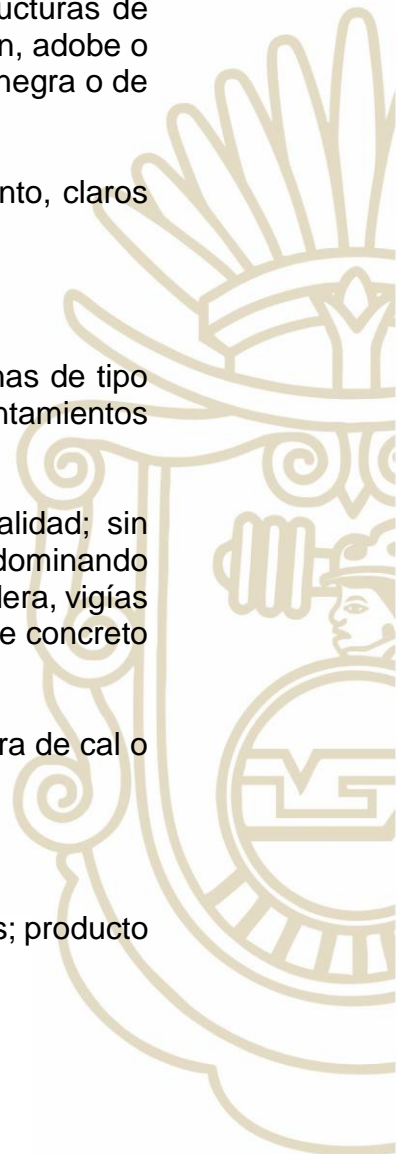 ucturas de
n, adobe o
negra o de
nto, claros
nas de tipo
ntamientos
alidad; sin
dominando
lera, vigías
e concreto
ra de cal o
s; producto